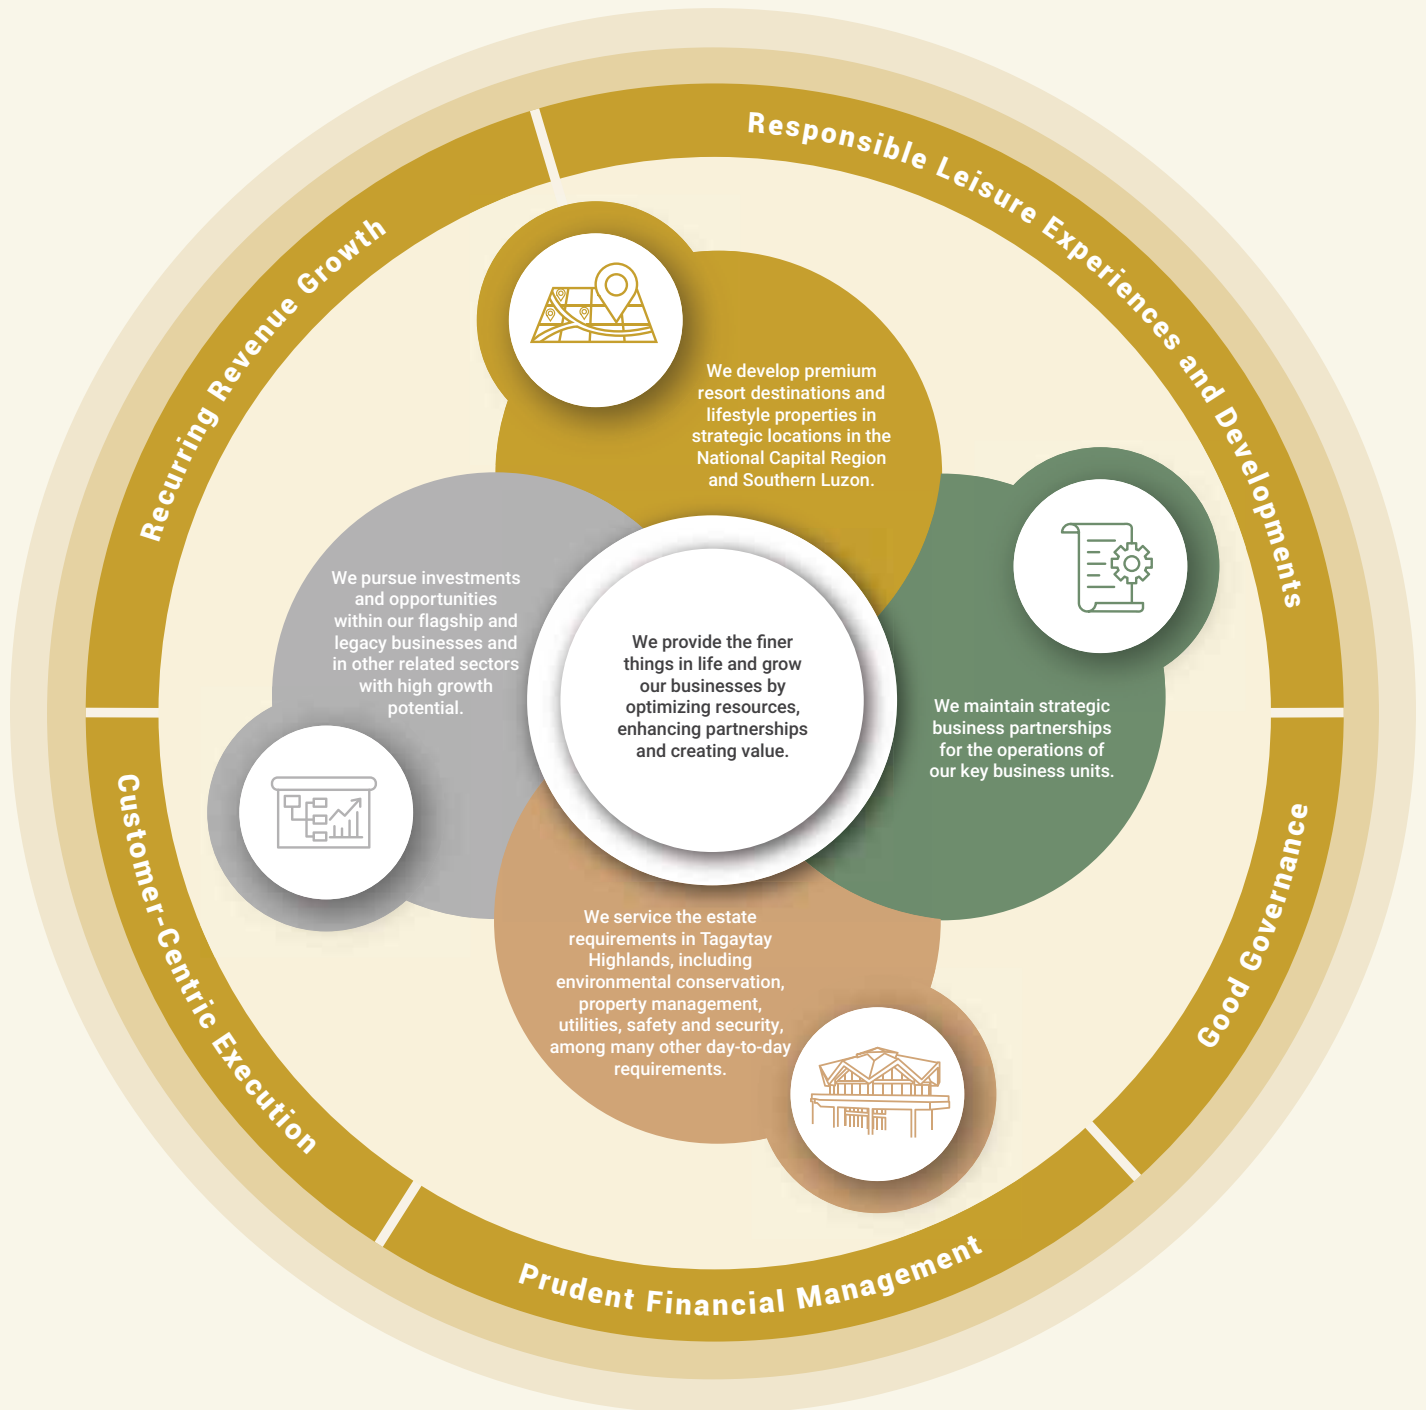 Responsible Leisure Experiences and Developments
Recurring Revenue Growth
We develop premium
resort destinations and
lifestyle properties in
strategic locations in the
National Capital Region
and Southern Luzon.
We pursue investments
and opportunities
within our flagship and
legacy businesses and
in other related sectors
with high growth
potential.
We provide the finer
things in life and grow
our businesses by
optimizing resources,
enhancing partnerships
and creating value.
We maintain strategic
business partnerships
for the operations of
our key business units.
We service the estate
requirements in Tagaytay
Highlands, including
environmental conservation,
property management,
utilities, safety and security,
among many other day-to-day
requirements.
Customer-Centric Execution
Good Governance
Prudent Financial Management